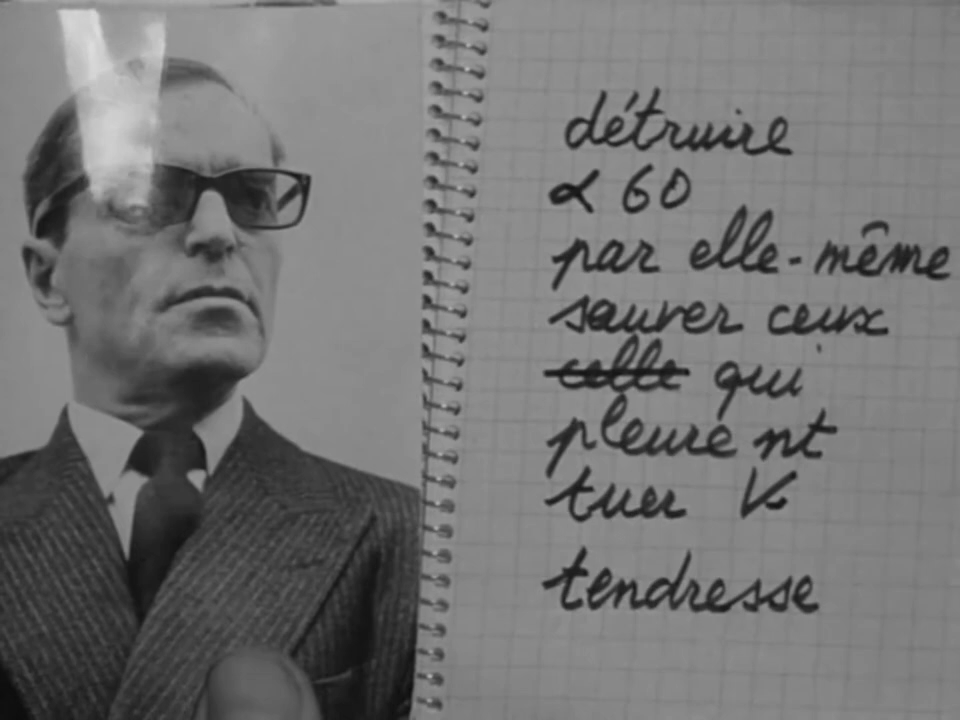 détruire
α 60
par elle-même
sauver ceux
celle qui
pleurent
tuer V
tendresse